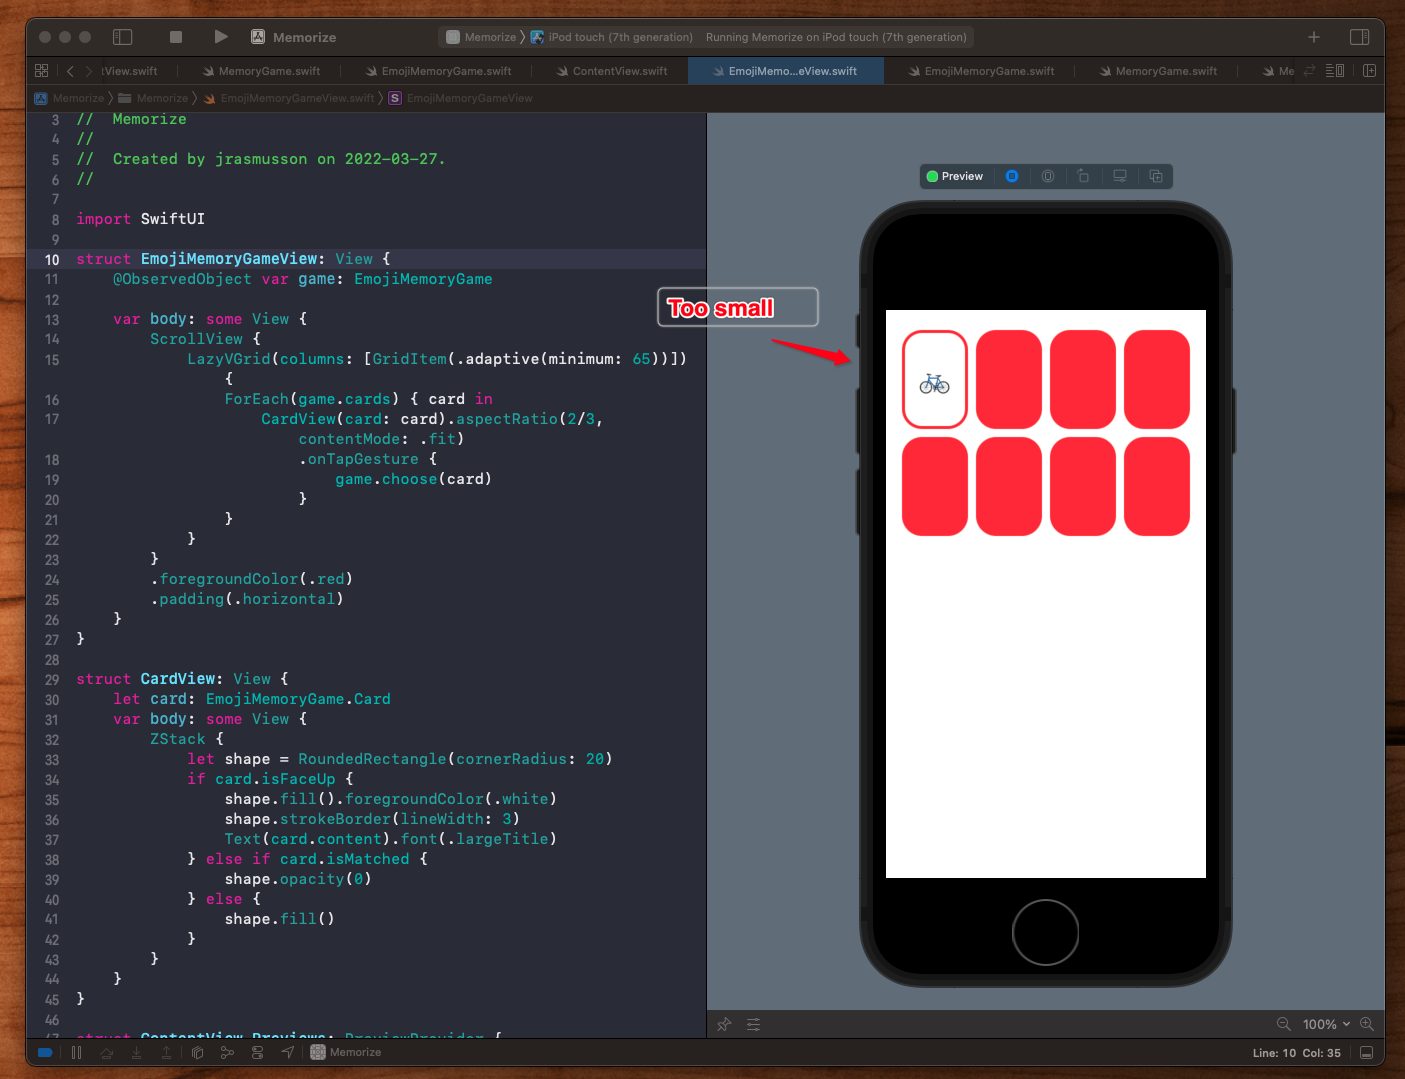 Memorize
Memorize 〉 iPod touch (7th generation)
Running Memorize on iPod touch (7th generation)
tView.swift
MemoryGame.swift
EmojiMemoryGame.swift
ContentView.swift
EmojiMemo...eView.swift
EmojiMemoryGame.swift
MemoryGame.swift
Me
Memorize 〉 Memorize 〉 EmojiMemoryGameView.swift 〉 S EmojiMemoryGameView
3 //  Memorize
4 //
5 //  Created by jrasmusson on 2022-03-27.
6 //
7
8 import SwiftUI
9
10 struct EmojiMemoryGameView: View {
11     @ObservedObject var game: EmojiMemoryGame
12
13     var body: some View {
14         ScrollView {
15             LazyVGrid(columns: [GridItem(.adaptive(minimum: 65))])
{
16                 ForEach(game.cards) { card in
17                     CardView(card: card).aspectRatio(2/3,
contentMode: .fit)
18                         .onTapGesture {
19                             game.choose(card)
20                         }
21                 }
22             }
23         }
24         .foregroundColor(.red)
25         .padding(.horizontal)
26     }
27 }
28
29 struct CardView: View {
30     let card: EmojiMemoryGame.Card
31     var body: some View {
32         ZStack {
33             let shape = RoundedRectangle(cornerRadius: 20)
34             if card.isFaceUp {
35                 shape.fill().foregroundColor(.white)
36                 shape.strokeBorder(lineWidth: 3)
37                 Text(card.content).font(.largeTitle)
38             } else if card.isMatched {
39                 shape.opacity(0)
40             } else {
41                 shape.fill()
42             }
43         }
44     }
45 }
46
47 struct ContentView_Previews: PreviewProvider {
Preview
Too small
100%
Memorize
Line: 10 Col: 35